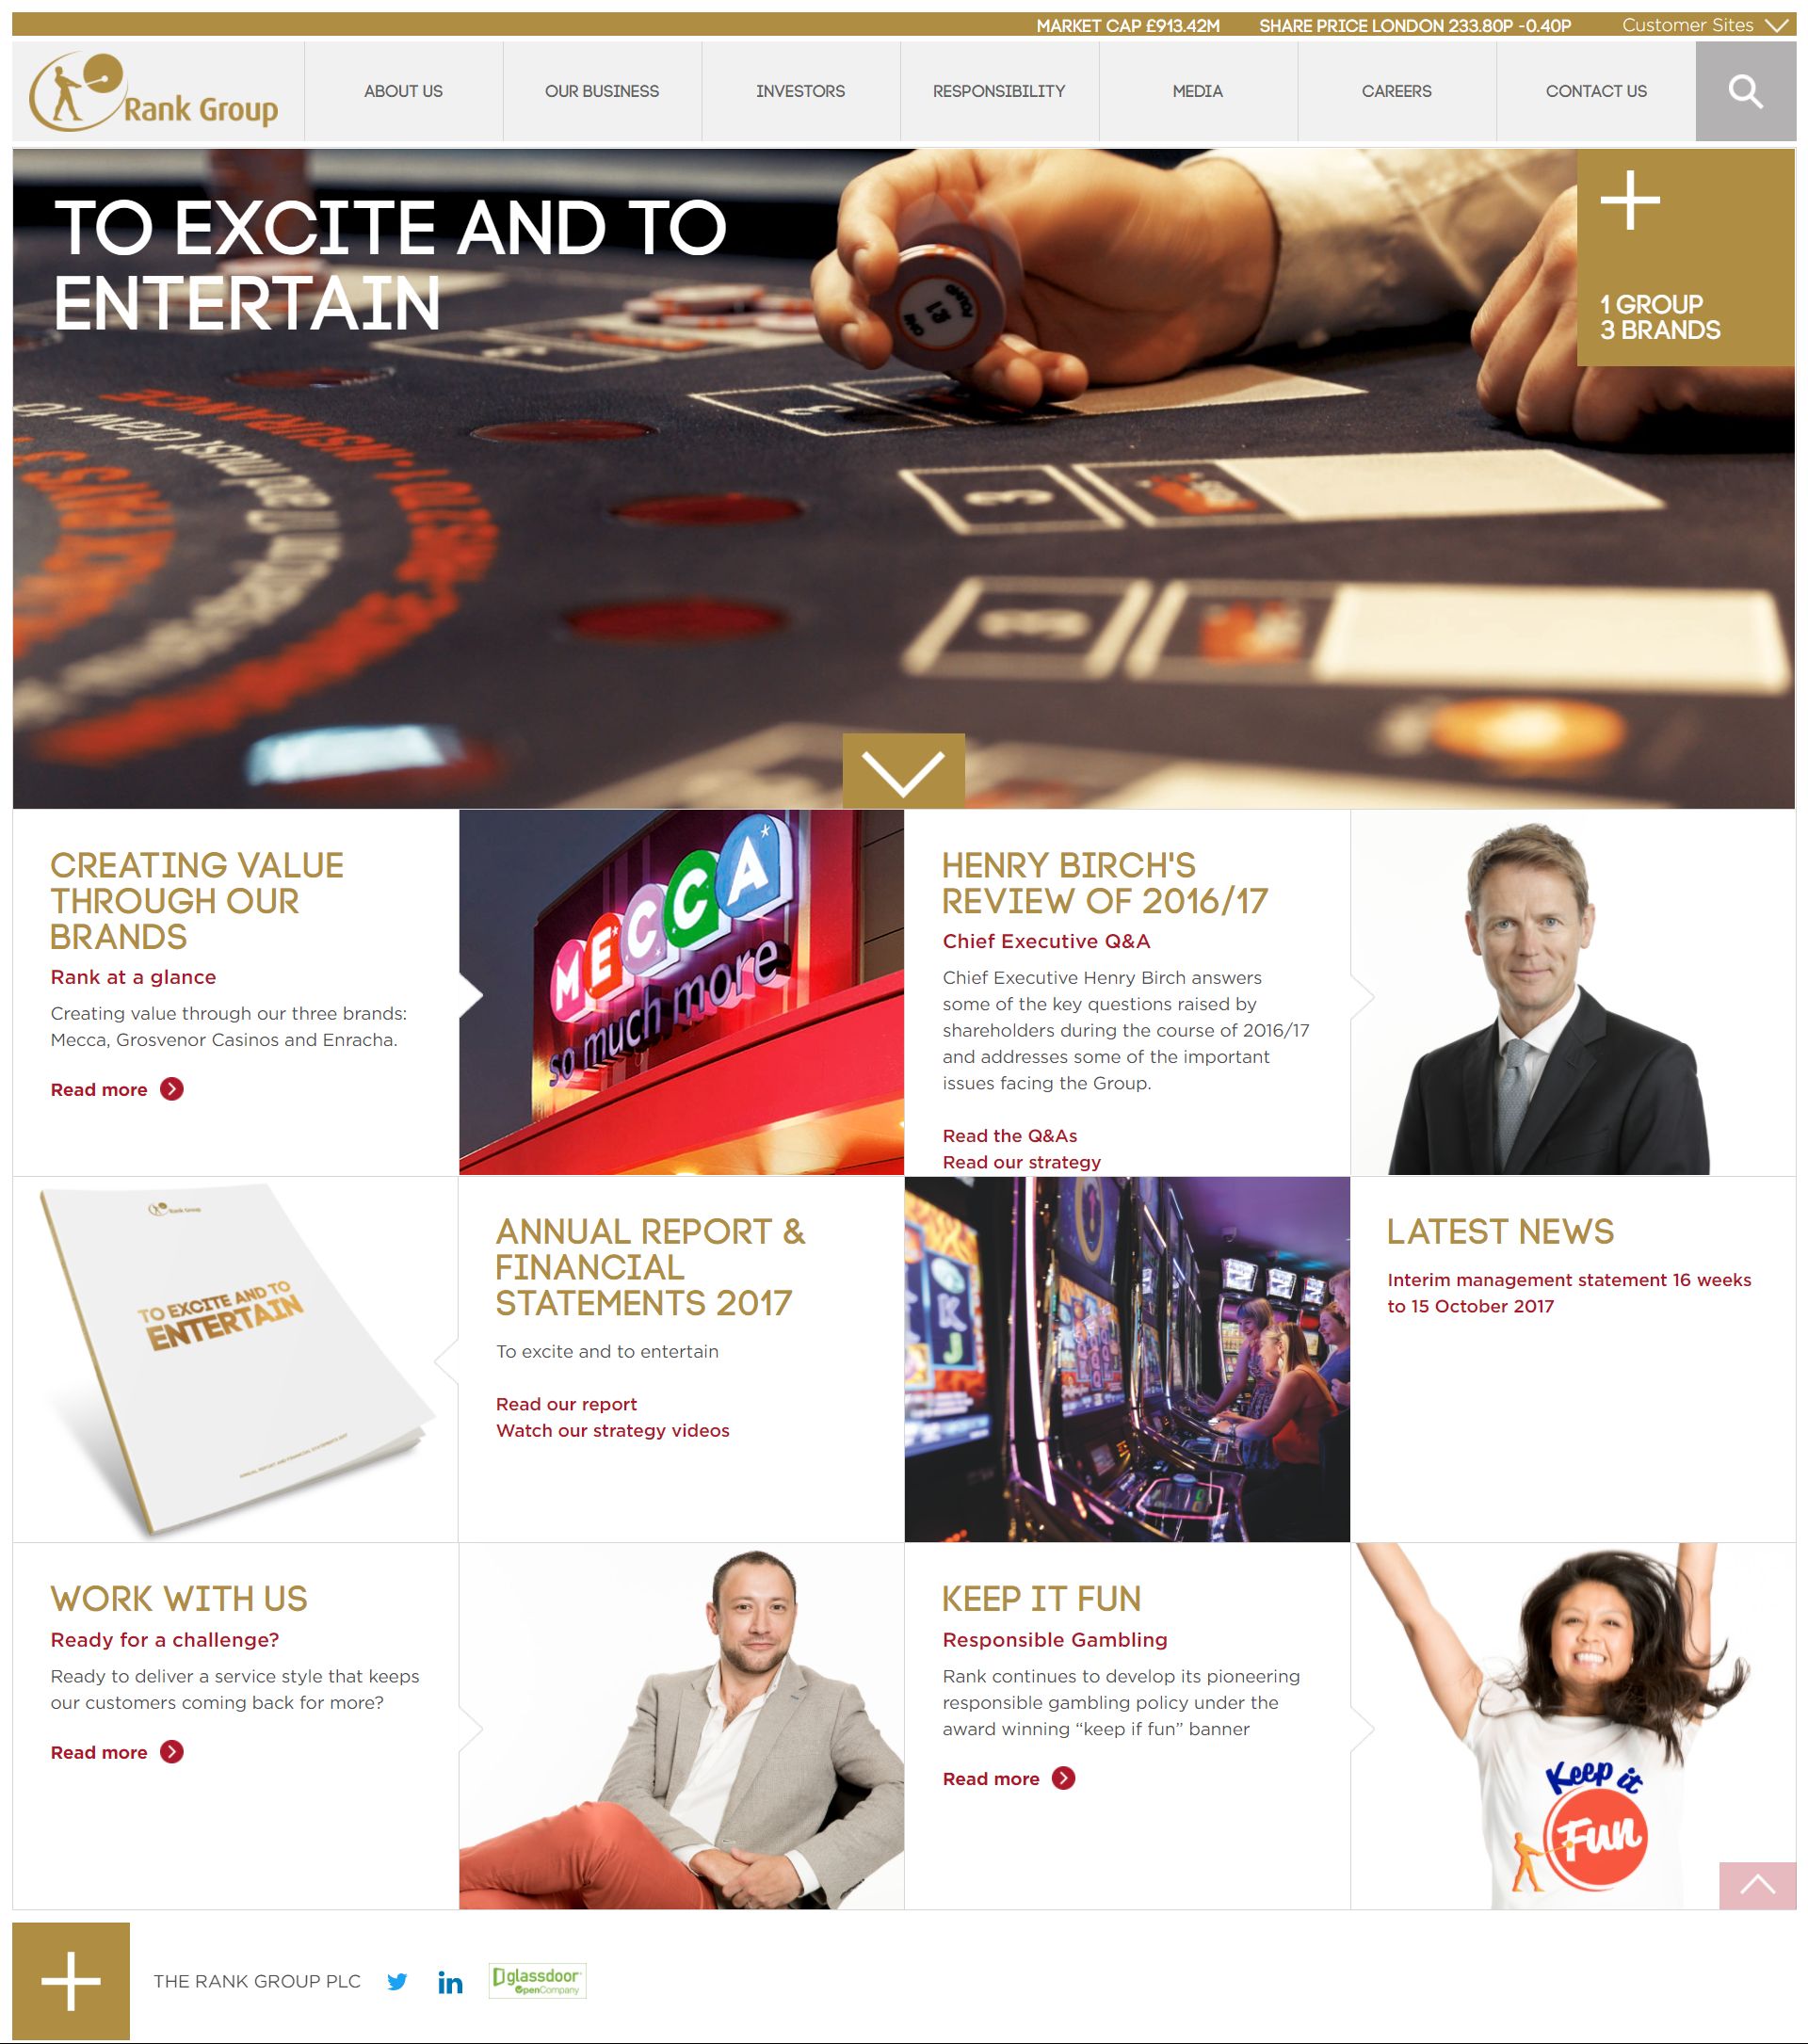 MARKET CAP £913.42M SHARE PRICE LONDON 233.80P -0.40P Customer Sites
Rank Group
ABOUT US
OUR BUSINESS
INVESTORS
RESPONSIBILITY
MEDIA
CAREERS
CONTACT US
TO EXCITE AND TO
ENTERTAIN
1 GROUP
3 BRANDS
INSURANCE
must draw to
CREATING VALUE
THROUGH OUR
BRANDS
Rank at a glance
Creating value through our three brands:
Mecca, Grosvenor Casinos and Enracha.
Read more
MECCA
so much more
HENRY BIRCH'S
REVIEW OF 2016/17
Chief Executive Q&A
Chief Executive Henry Birch answers
some of the key questions raised by
shareholders during the course of 2016/17
and addresses some of the important
issues facing the Group.
Read the Q&As
Read our strategy
Rank Group
TO EXCITE AND TO
ENTERTAIN
ANNUAL REPORT &
FINANCIAL
STATEMENTS 2017
To excite and to entertain
Read our report
Watch our strategy videos
LATEST NEWS
Interim management statement 16 weeks
to 15 October 2017
WORK WITH US
Ready for a challenge?
Ready to deliver a service style that keeps
our customers coming back for more?
Read more
KEEP IT FUN
Responsible Gambling
Rank continues to develop its pioneering
responsible gambling policy under the
award winning “keep if fun” banner
Read more
Keep it
Fun
THE RANK GROUP PLC
in
glassdoor
OpenCompany